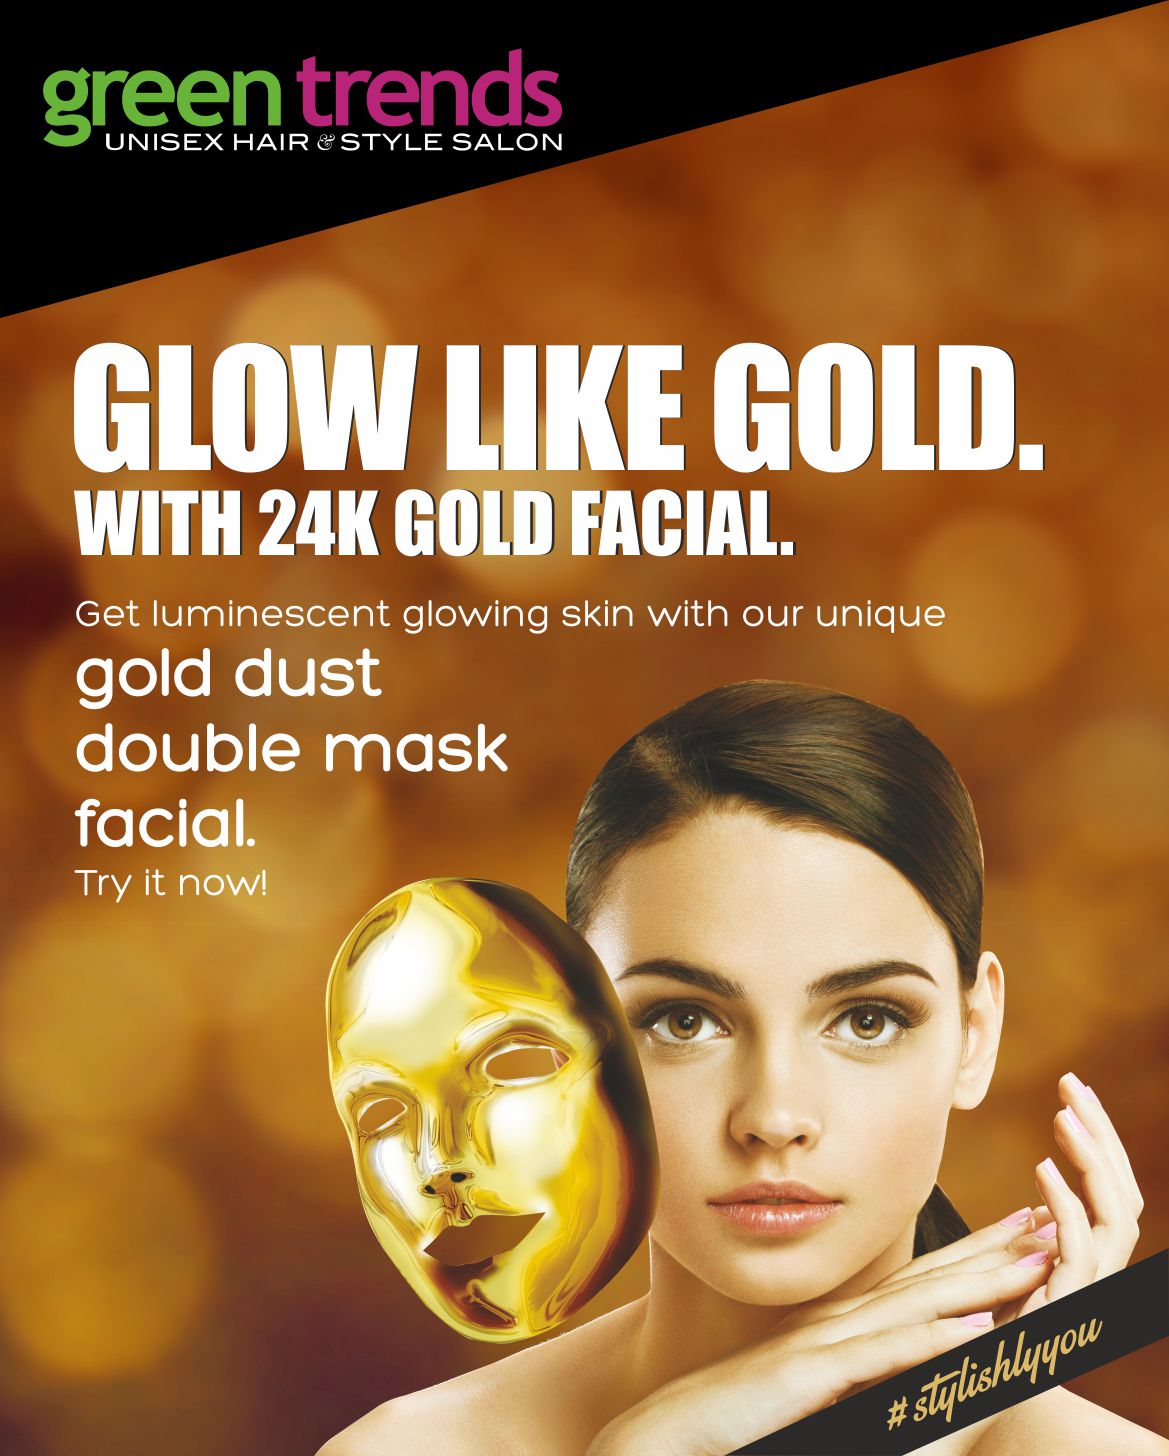 green trends
UNISEX HAIR & STYLE SALON
GLOW LIKE GOLD.
WITH 24K GOLD FACIAL.
Get luminescent glowing skin with our unique
gold dust
double mask
facial.
Try it now!
#stylishlyyou